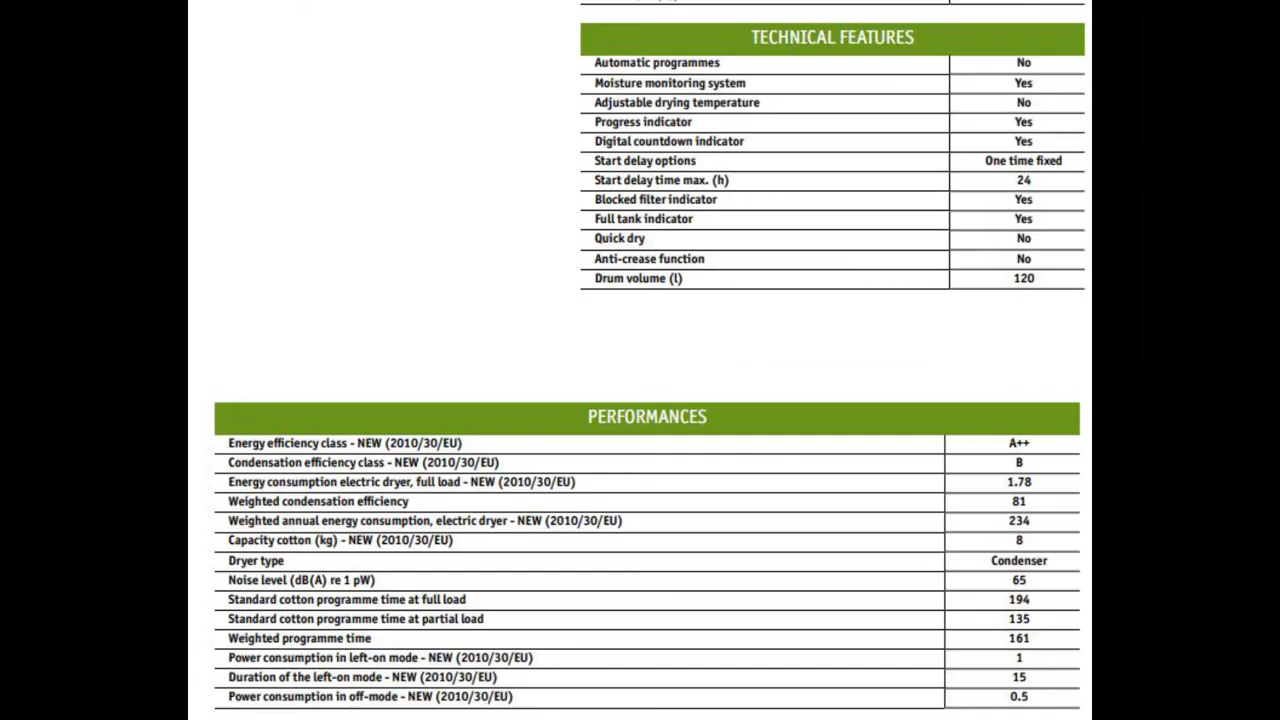 TECHNICAL FEATURES
Automatic programmes No
Moisture monitoring system Yes
Adjustable drying temperature No
Progress indicator Yes
Digital countdown indicator Yes
Start delay options One time fixed
Start delay time max. (h) 24
Blocked filter indicator Yes
Full tank indicator Yes
Quick dry No
Anti-crease function No
Drum volume (l) 120
PERFORMANCES
Energy efficiency class - NEW (2010/30/EU) A++
Condensation efficiency class - NEW (2010/30/EU) B
Energy consumption electric dryer, full load - NEW (2010/30/EU) 1.78
Weighted condensation efficiency 81
Weighted annual energy consumption, electric dryer - NEW (2010/30/EU) 234
Capacity cotton (kg) - NEW (2010/30/EU) 8
Dryer type Condenser
Noise level (dB(A) re 1 pW) 65
Standard cotton programme time at full load 194
Standard cotton programme time at partial load 135
Weighted programme time 161
Power consumption in left-on mode - NEW (2010/30/EU) 1
Duration of the left-on mode - NEW (2010/30/EU) 15
Power consumption in off-mode - NEW (2010/30/EU) 0.5